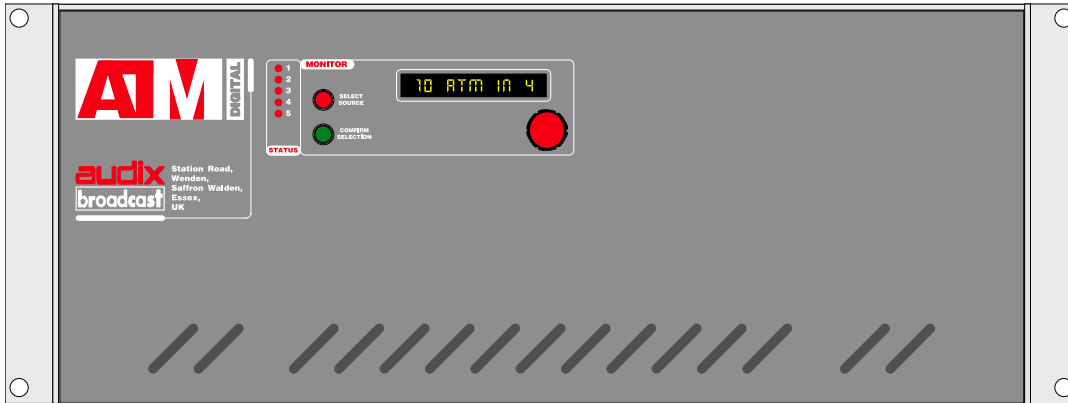 ATM
DIGITAL
audix
broadcast
Station Road,
Wenden,
Saffron Walden,
Essex,
UK
1
2
3
4
5
STATUS
MONITOR
SELECT
SOURCE
CONFIRM
SELECTION
10 ATM IN 4